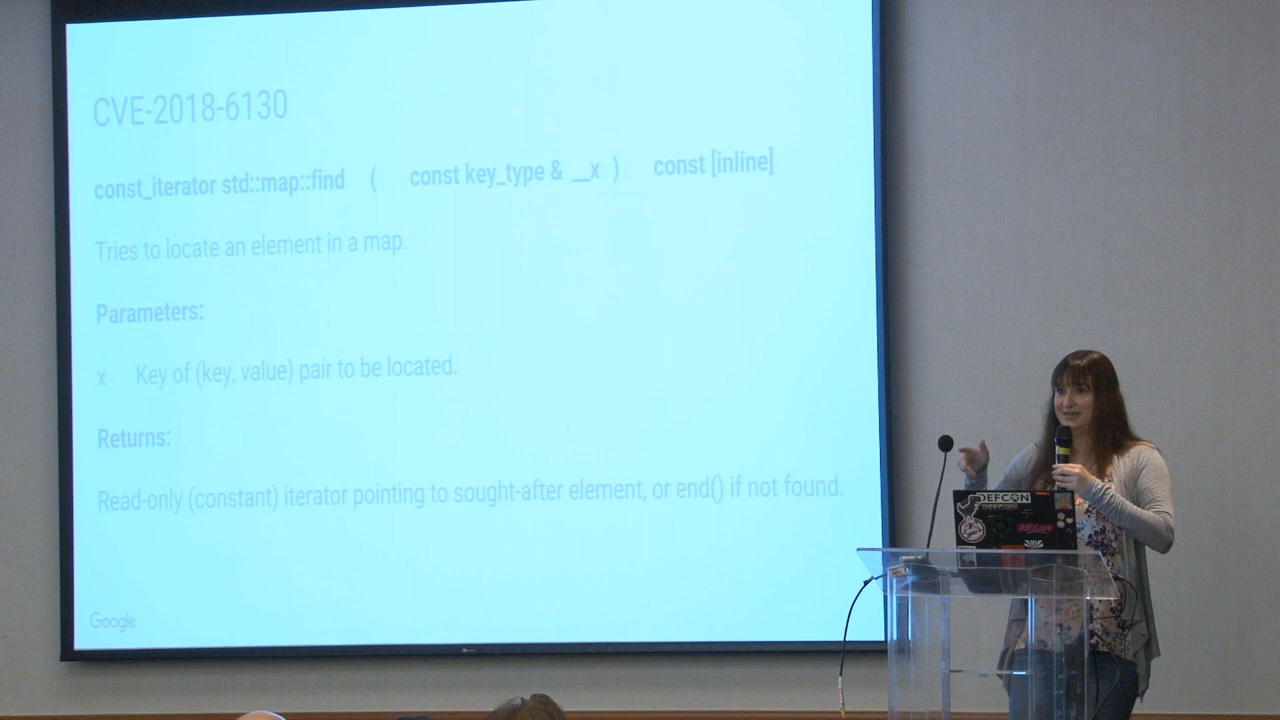 CVE-2018-6130
const_iterator std::map::find ( const key_type & __x ) const [inline]
Tries to locate an element in a map.
Parameters:
x Key of (key, value) pair to be located.
Returns:
Read-only (constant) iterator pointing to sought-after element, or end() if not found.
Google
DEFCON
DEFCON